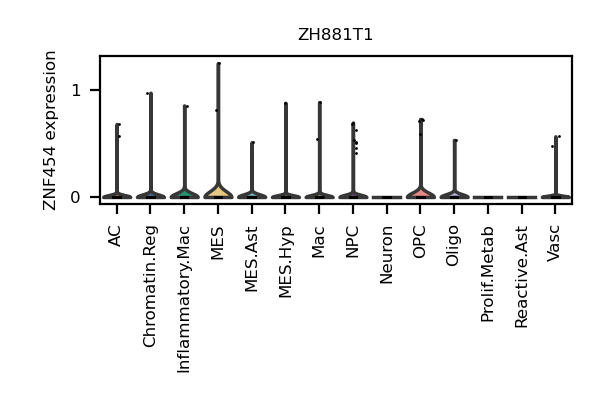 ZH881T1
ZNF454 expression
1
0
AC
Chromatin.Reg
Inflammatory.Mac
MES
MES.Ast
MES.Hyp
Mac
NPC
Neuron
OPC
Oligo
Prolif.Metab
Reactive.Ast
Vasc